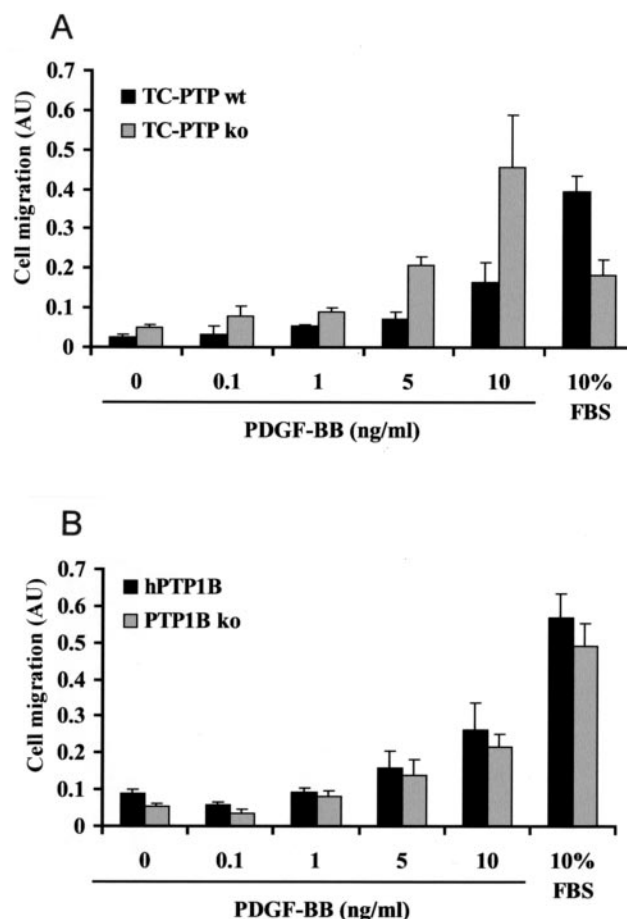 A
Cell migration (AU)
0.7
0.6
0.5
0.4
0.3
0.2
0.1
0
TC-PTP wt
TC-PTP ko
0 0.1 1 5 10 10%
FBS
PDGF-BB (ng/ml)
B
Cell migration (AU)
0.7
0.6
0.5
0.4
0.3
0.2
0.1
0
hPTP1B
PTP1B ko
0 0.1 1 5 10 10%
FBS
PDGF-BB (ng/ml)